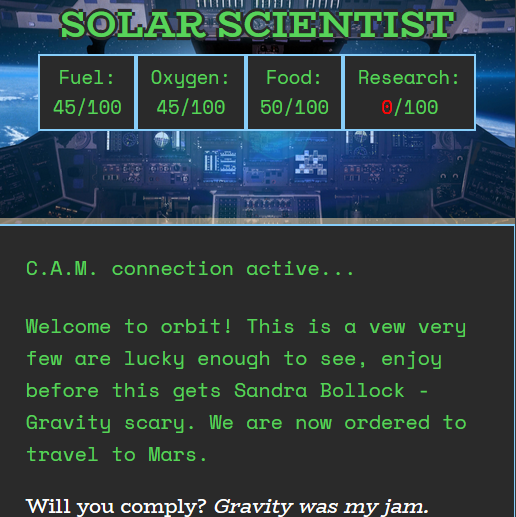 SOLAR SCIENTIST
Fuel: Oxygen: Food: Research:
45/100 45/100 50/100 0/100
C.A.M. connection active...
Welcome to orbit! This is a vew very
few are lucky enough to see, enjoy
before this gets Sandra Bollock -
Gravity scary. We are now ordered to
travel to Mars.
Will you comply? Gravity was my jam.